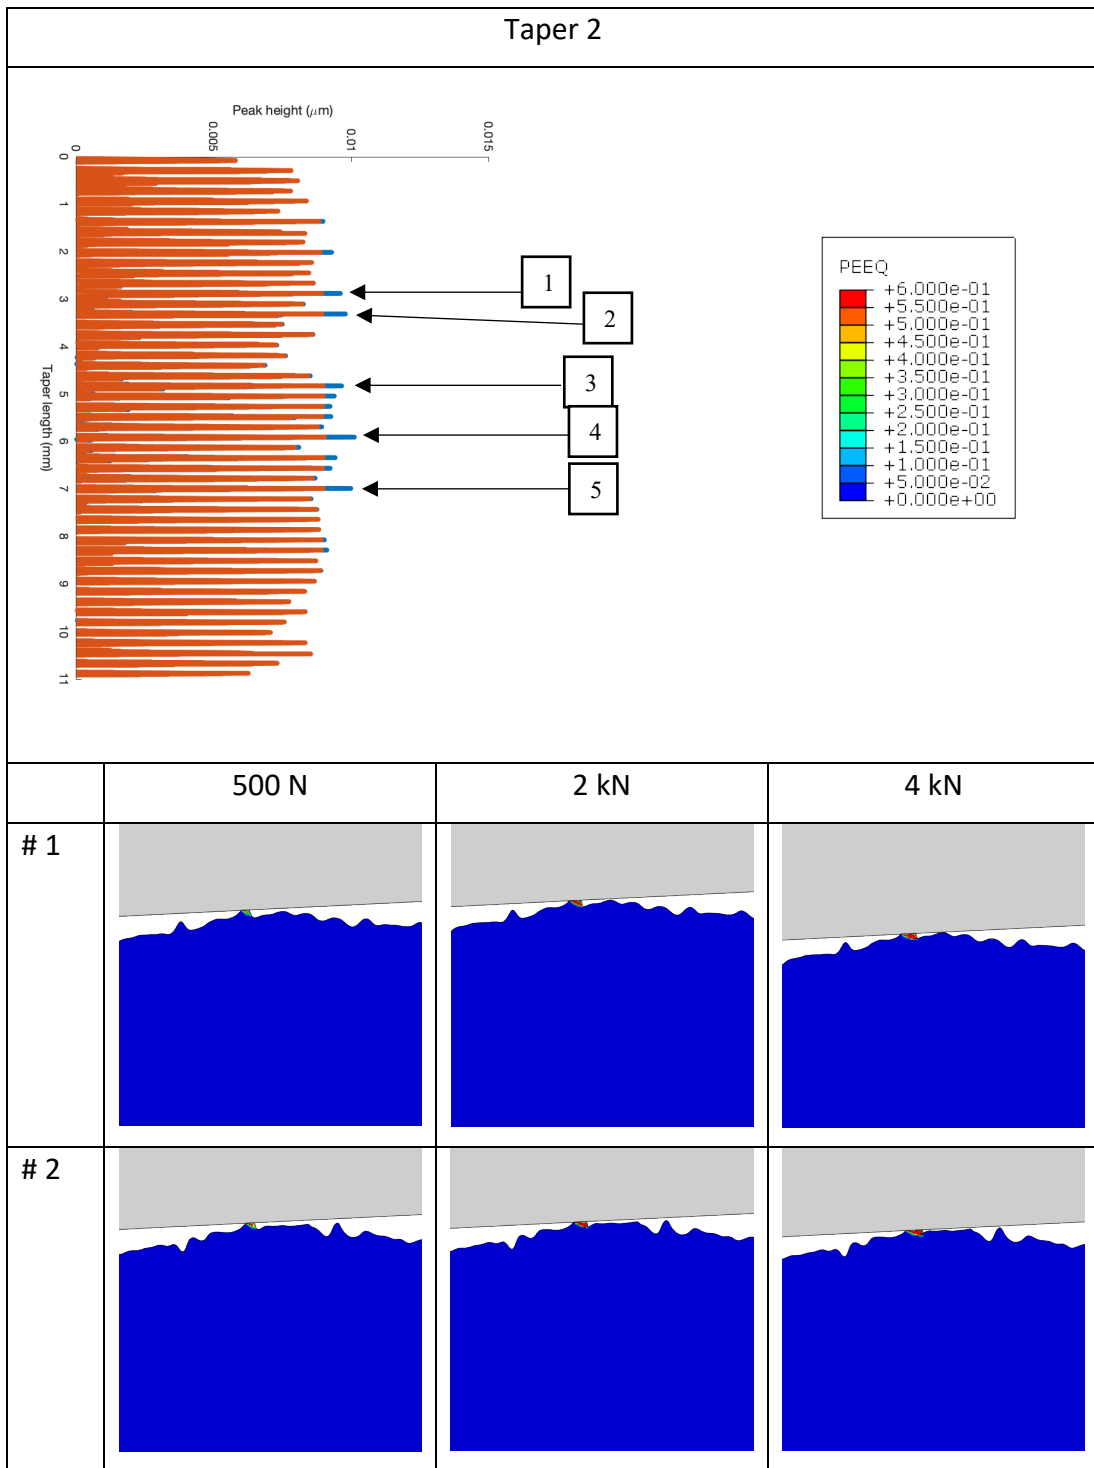 Taper 2
Peak height (μm)
0
0.005
0.01
0.015
0
1
2
3
4
5
6
7
8
9
10
11
Taper length (mm)
1
2
3
4
5
PEEQ
+6.000e-01
+5.500e-01
+5.000e-01
+4.500e-01
+4.000e-01
+3.500e-01
+3.000e-01
+2.500e-01
+2.000e-01
+1.500e-01
+1.000e-01
+5.000e-02
+0.000e+00
500 N
2 kN
4 kN
# 1
# 2